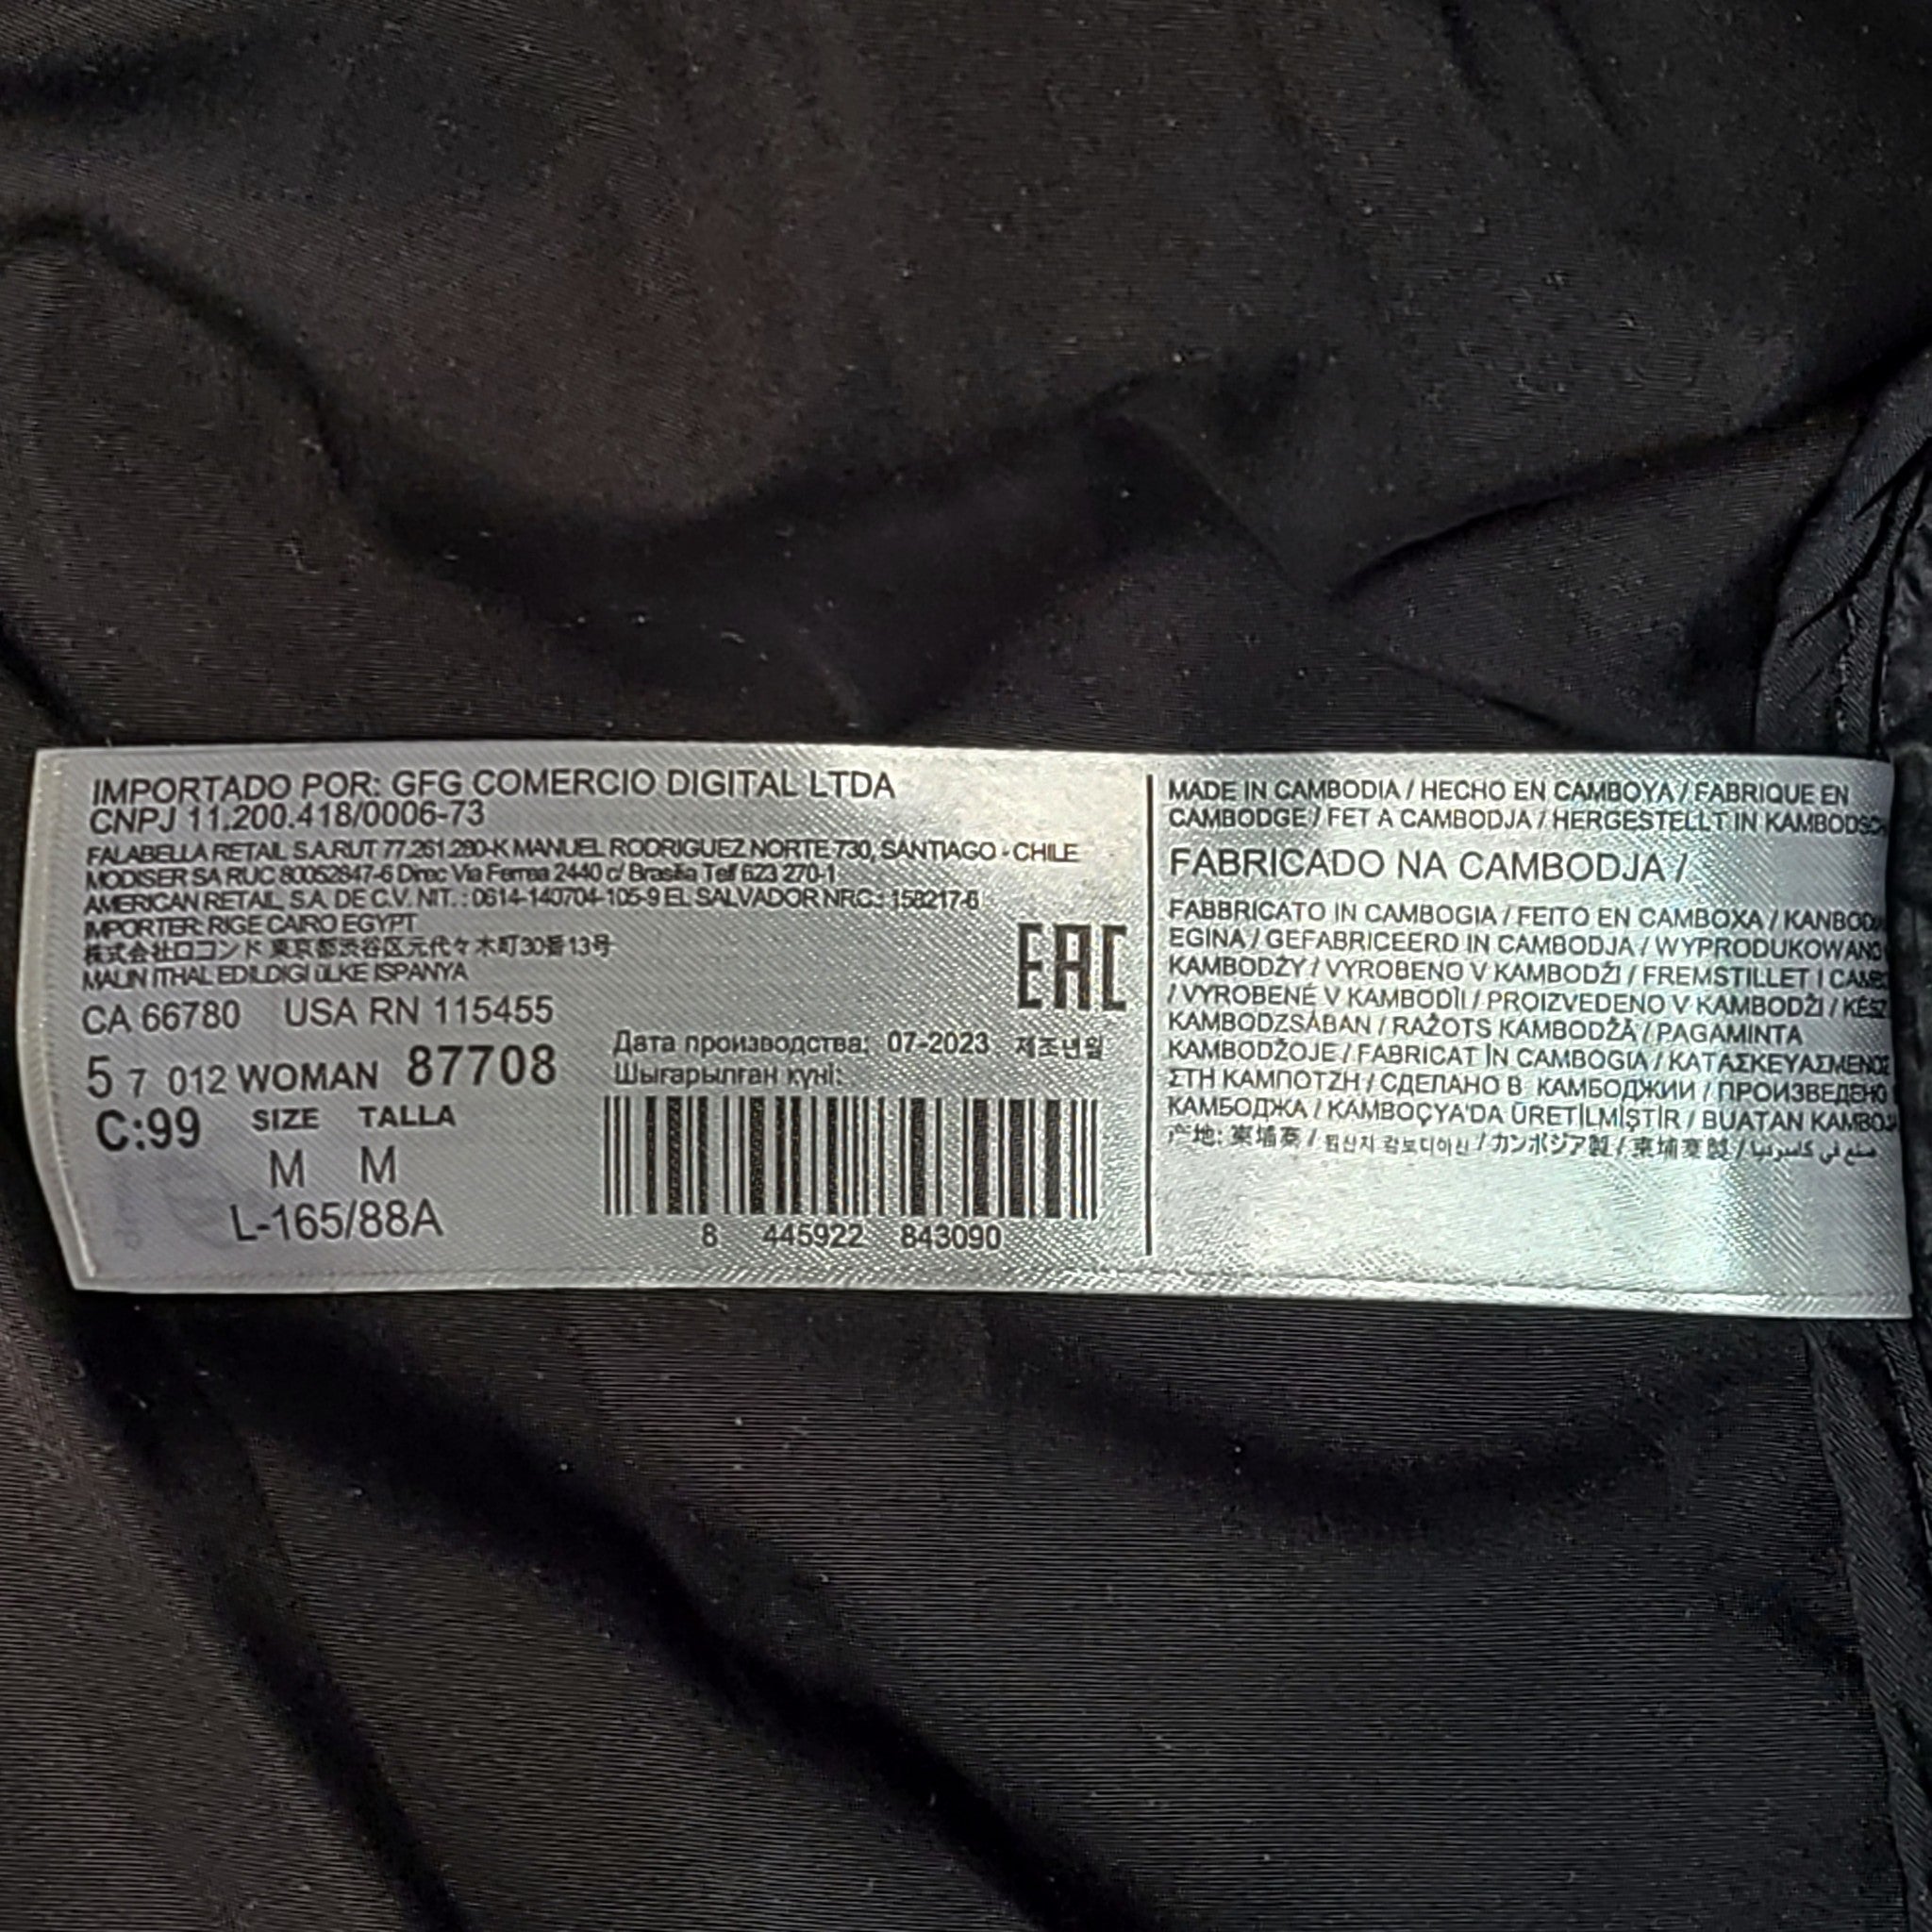 IMPORTADO POR: GFG COMERCIO DIGITAL LTDA
CNPJ 11.200.418/0006-73
FALABELLA RETAIL S.A.RUT 77.261.280-K MANUEL RODRIGUEZ NORTE 730, SANTIAGO - CHILE
MODISER SA RUC 80052847-6 Direc Via Ferrea 2440 c/ Brasilia Telf 623 270-1
AMERICAN RETAIL, S.A. DE C.V. NIT. : 0614-140704-105-9 EL SALVADOR NRC.: 158217-6
IMPORTER: RIGE CAIRO EGYPT
株式会社ロコンド 東京都渋谷区元代々木町30番13号
MALIN ITHAL EDILDIGI ÜLKE ISPANYA
CA 66780 USA RN 115455
EAC
Дата производства: 07-2023 제조년월
Шығарылған күні:
5 7 012 WOMAN 87708
C:99 SIZE TALLA
M M
L-165/88A
8 445922 843090
MADE IN CAMBODIA / HECHO EN CAMBOYA / FABRIQUE EN
CAMBODGE / FET A CAMBODJA / HERGESTELLT IN KAMBODSCH
FABRICADO NA CAMBODJA /
FABBRICATO IN CAMBOGIA / FEITO EN CAMBOXA /
EGINA / GEFABRICEERD IN CAMBODJA / WYPRODUKOWANO
KAMBODŻY / VYROBENO V KAMBODŽI / FREMSTILLET I
/ VYROBENÉ V KAMBODÍI / PROIZVEDENO V KAMBODŽI /
KAMBODZSÁBAN / RAŽOTS KAMBODŽĀ / PAGAMINTA
KAMBODŽOJE / FABRICAT ÎN CAMBOGIA / ΚΑΤΑΣΚΕΥΑΣΜΕΝΟΣ
ΣΤΗ ΚΑΜΠΟΤΖΗ / СДЕЛАНО В КАМБОДЖИИ / ПРОИЗВЕДЕНО
КАМБОДЖА / KAMBOÇYA'DA ÜRETİLMİŞTİR / BUATAN KAMBOJA
产地: 柬埔寨 / 원산지 캄보디아산 / カンボジア製 / 柬埔寨製 / صنع في كامبوديا